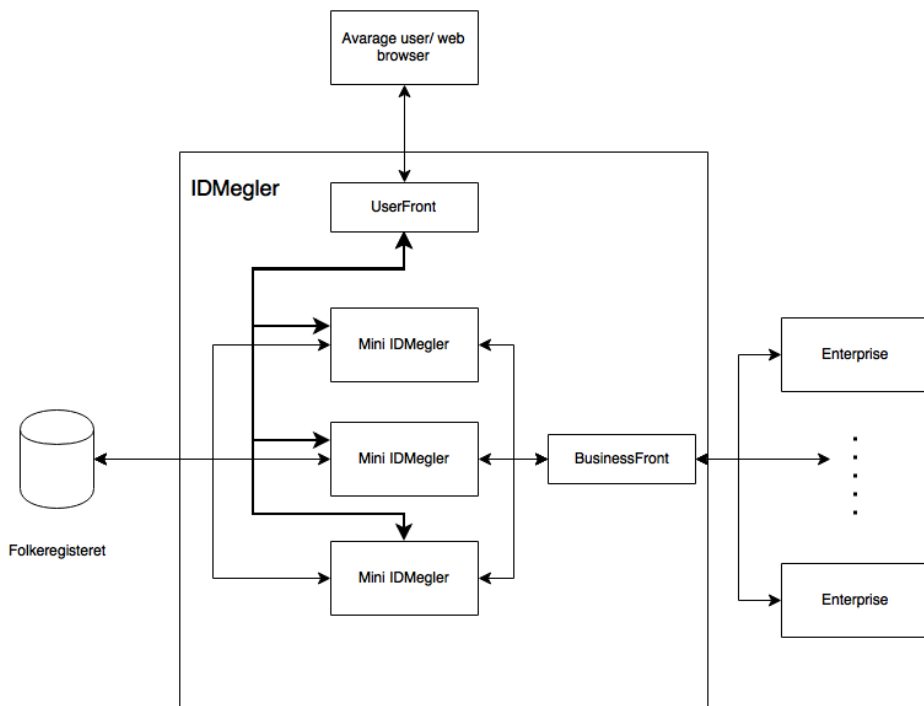 Avarage user/ web
browser
IDMegler
UserFront
Mini IDMegler
Enterprise
Mini IDMegler
BusinessFront
Folkeregisteret
Mini IDMegler
Enterprise